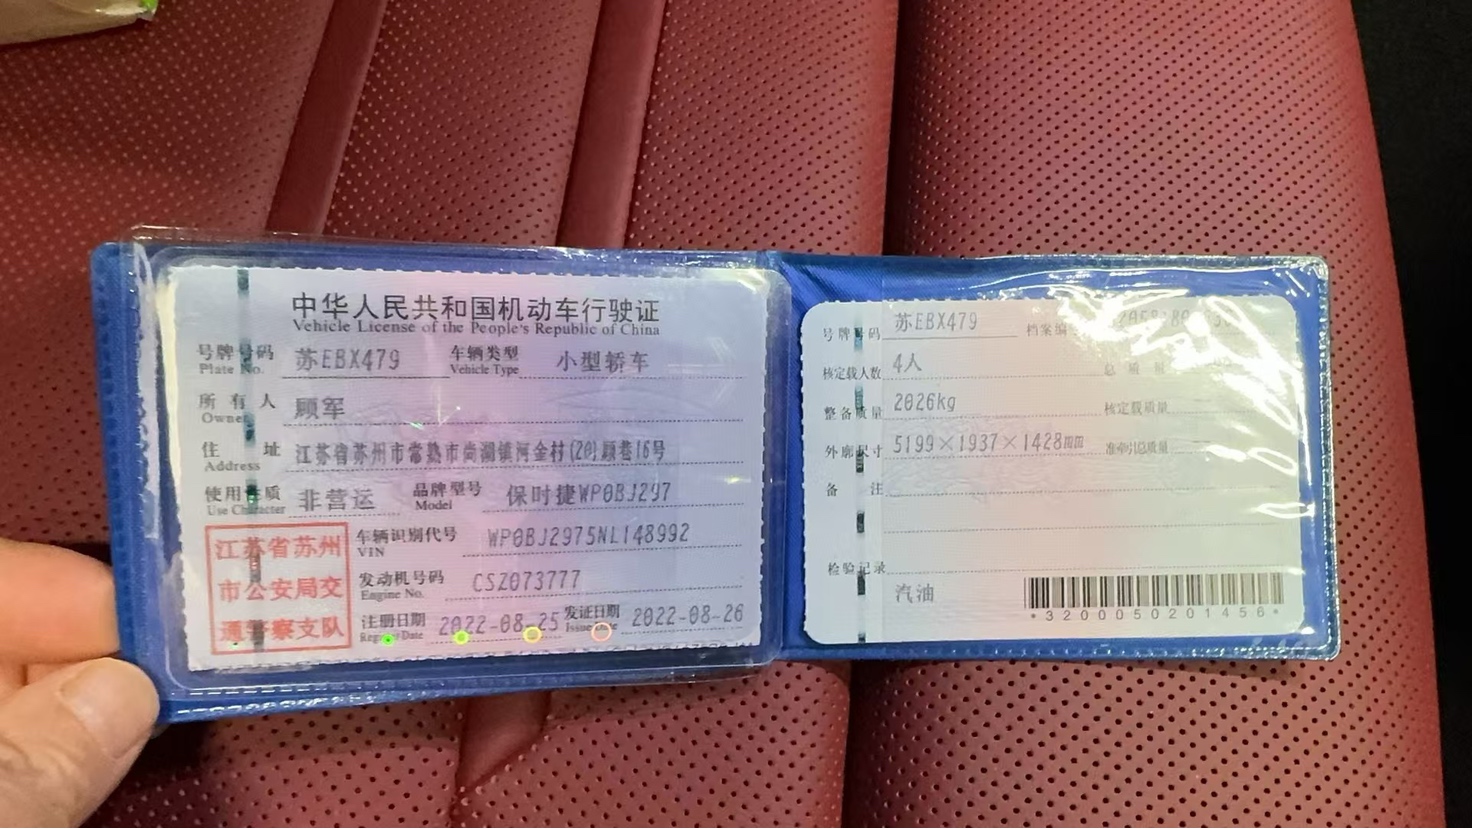 中华人民共和国机动车行驶证
Vehicle License of the People's Republic of China
号牌号码 苏EBX479 车辆类型 小型轿车
Plate No. Vehicle Type
所有人 顾军
Owner
住址 江苏省苏州市常熟市尚湖镇河金村(20)顾巷16号
Address
使用性质 非营运 品牌型号 保时捷WP0BJ297
Use Character Model
车辆识别代号 WP0BJ2975NL148992
VIN
发动机号码 CSZ073777
Engine No.
注册日期 2022-08-25 发证日期 2022-08-26
Register Date Issue
江苏省苏州
市公安局交
通警察支队
号牌号码 苏EBX479 档案编
核定载人数 4人 总质量
整备质量 2026kg 核定载质量
外廓尺寸 5199×1937×1428mm 准牵引总质量
备注
检验记录
汽油
*3200050201456*